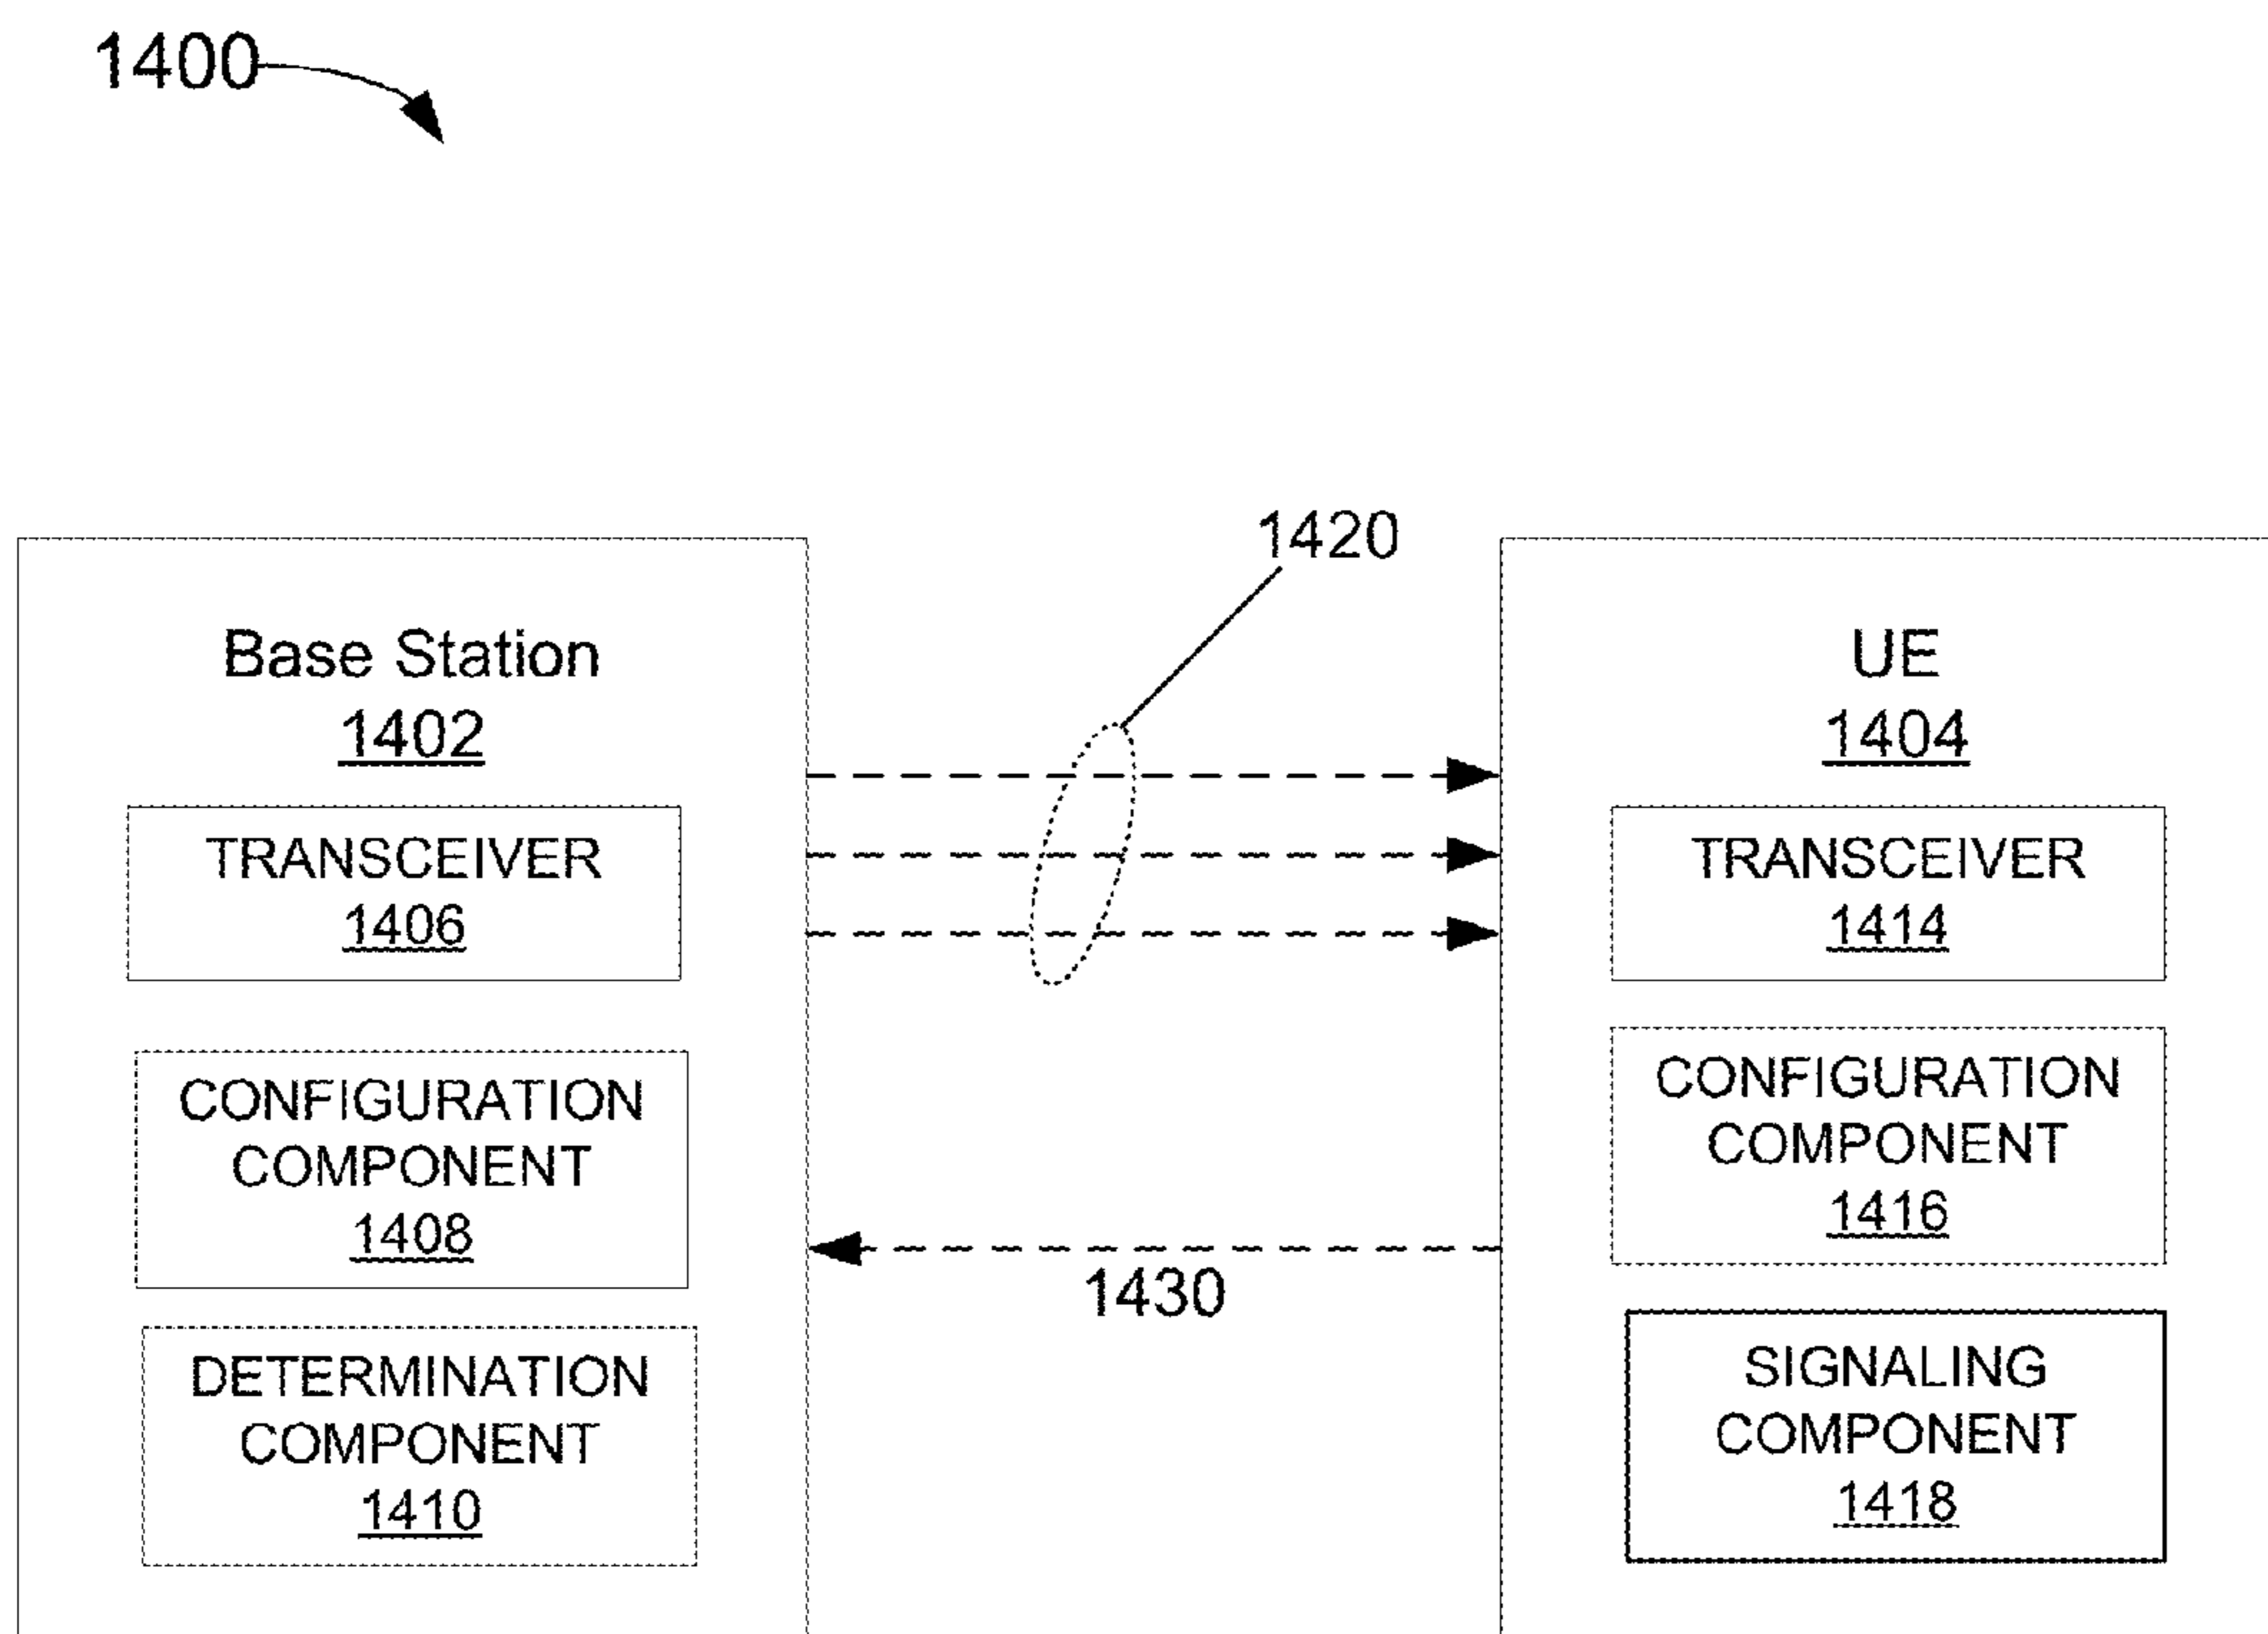 1400
1420
Base Station
1402
TRANSCEIVER
1406
CONFIGURATION
COMPONENT
1408
DETERMINATION
COMPONENT
1410
1430
UE
1404
TRANSCEIVER
1414
CONFIGURATION
COMPONENT
1416
SIGNALING
COMPONENT
1418